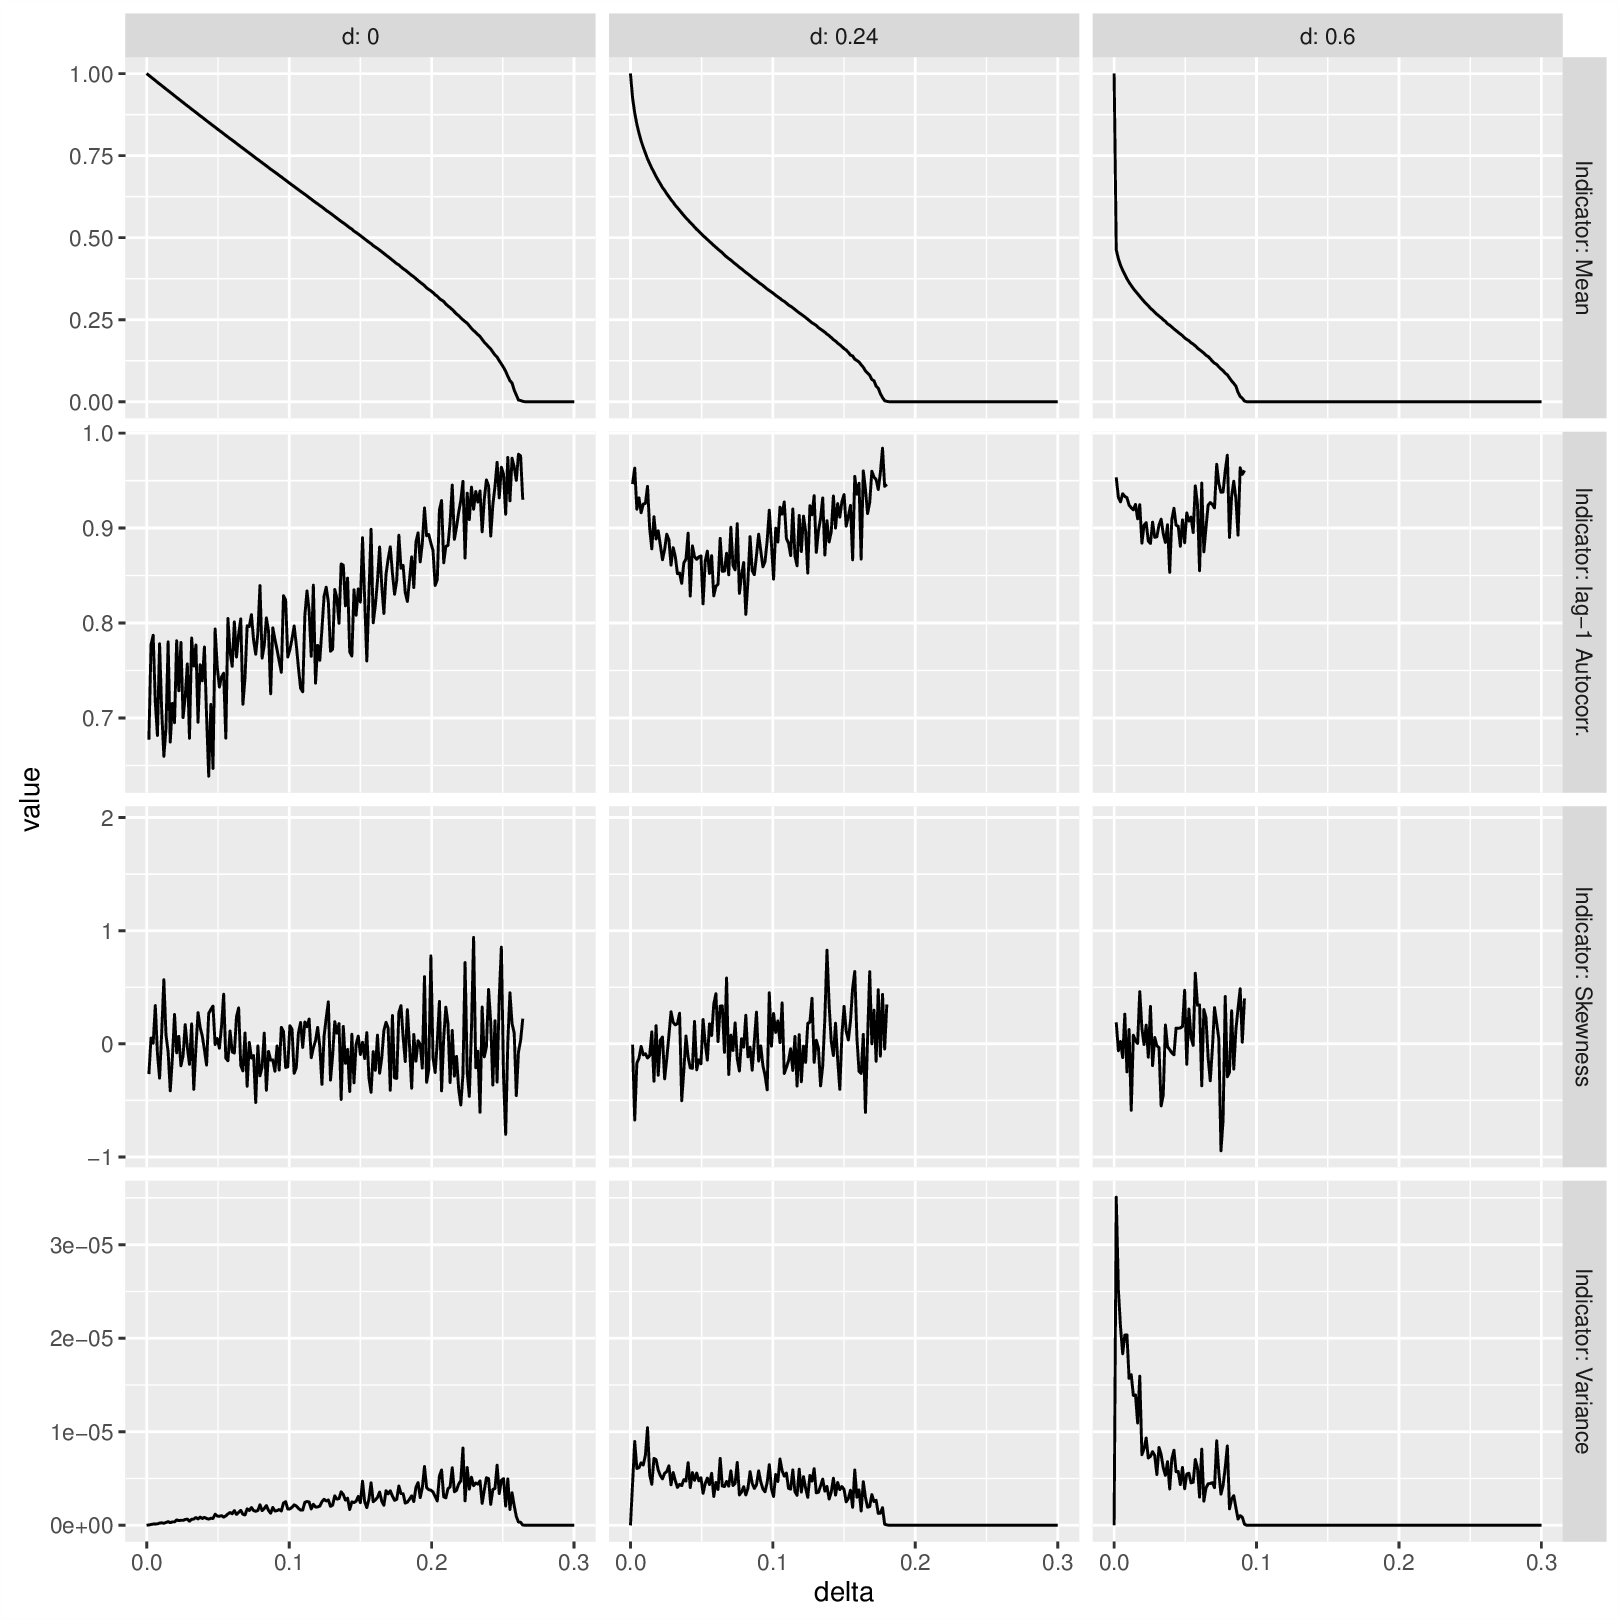 d: 0
d: 0.24
d: 0.6
1.00
0.75
0.50
0.25
0.00
Indicator: Mean
1.0
0.9
0.8
0.7
Indicator: lag−1 Autocorr.
value
2
1
0
−1
Indicator: Skewness
3e−05
2e−05
1e−05
0e+00
Indicator: Variance
0.0 0.1 0.2 0.3 0.0 0.1 0.2 0.3 0.0 0.1 0.2 0.3
delta